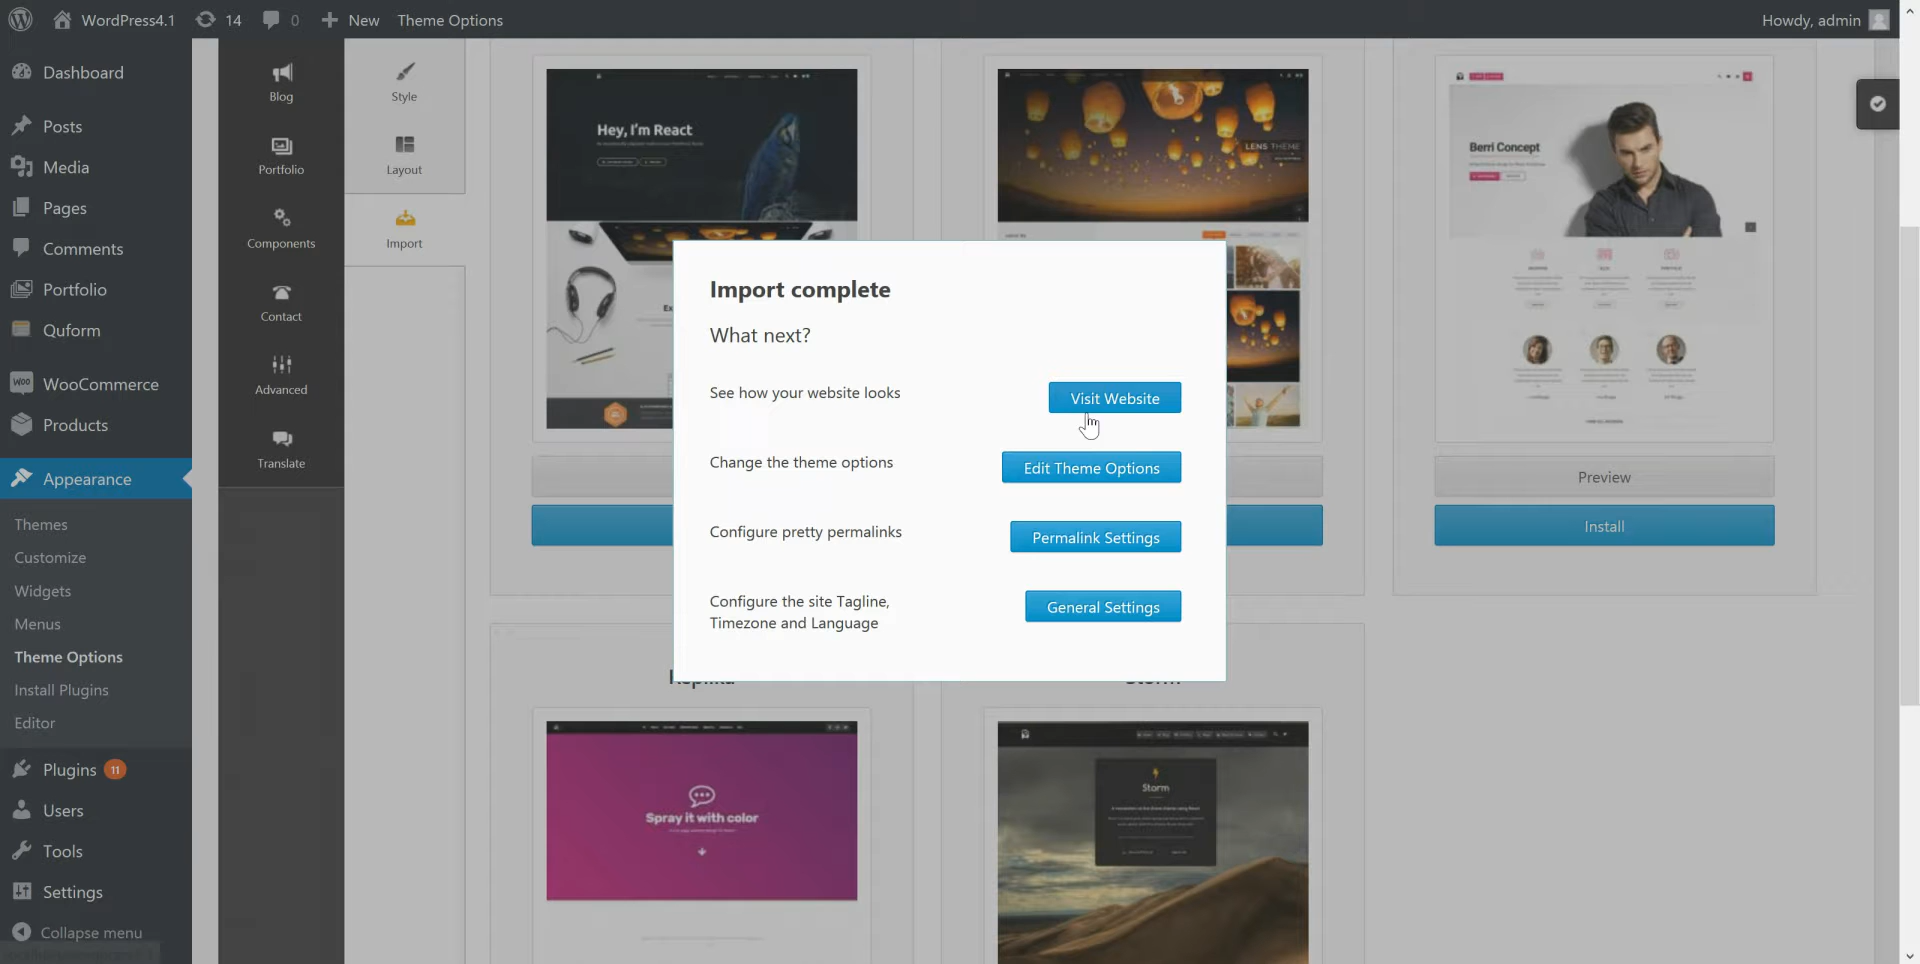 WordPress4.1 14 0 New Theme Options Howdy, admin
Dashboard
Posts
Media
Pages
Comments
Portfolio
Quform
WooCommerce
Products
Appearance
Themes
Customize
Widgets
Menus
Theme Options
Install Plugins
Editor
Plugins 11
Users
Tools
Settings
Collapse menu
Blog
Portfolio
Components
Contact
Advanced
Translate
Style
Layout
Import
Hey, I'm React
LENS THEME
Berri Concept
Import complete
What next?
See how your website looks
Visit Website
Change the theme options
Edit Theme Options
Configure pretty permalinks
Permalink Settings
Configure the site Tagline,
Timezone and Language
General Settings
Preview
Install
Spray it with color
Storm